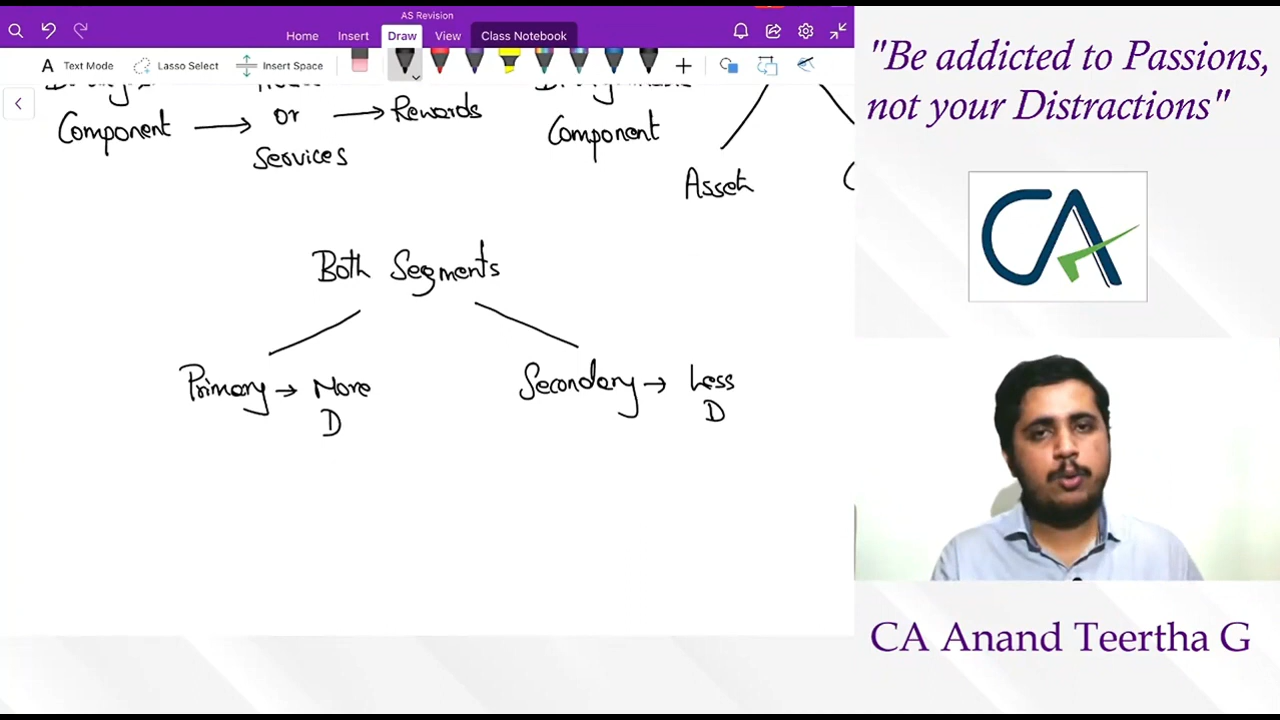 AS Revision
Home Insert Draw View Class Notebook
A Text Mode Lasso Select Insert Space
Component → or → Rewards
Services
Component
Asset
Both Segments
Primary → More
D
Secondary → Less
D
"Be addicted to Passions,
not your Distractions"
CA
CA Anand Teertha G